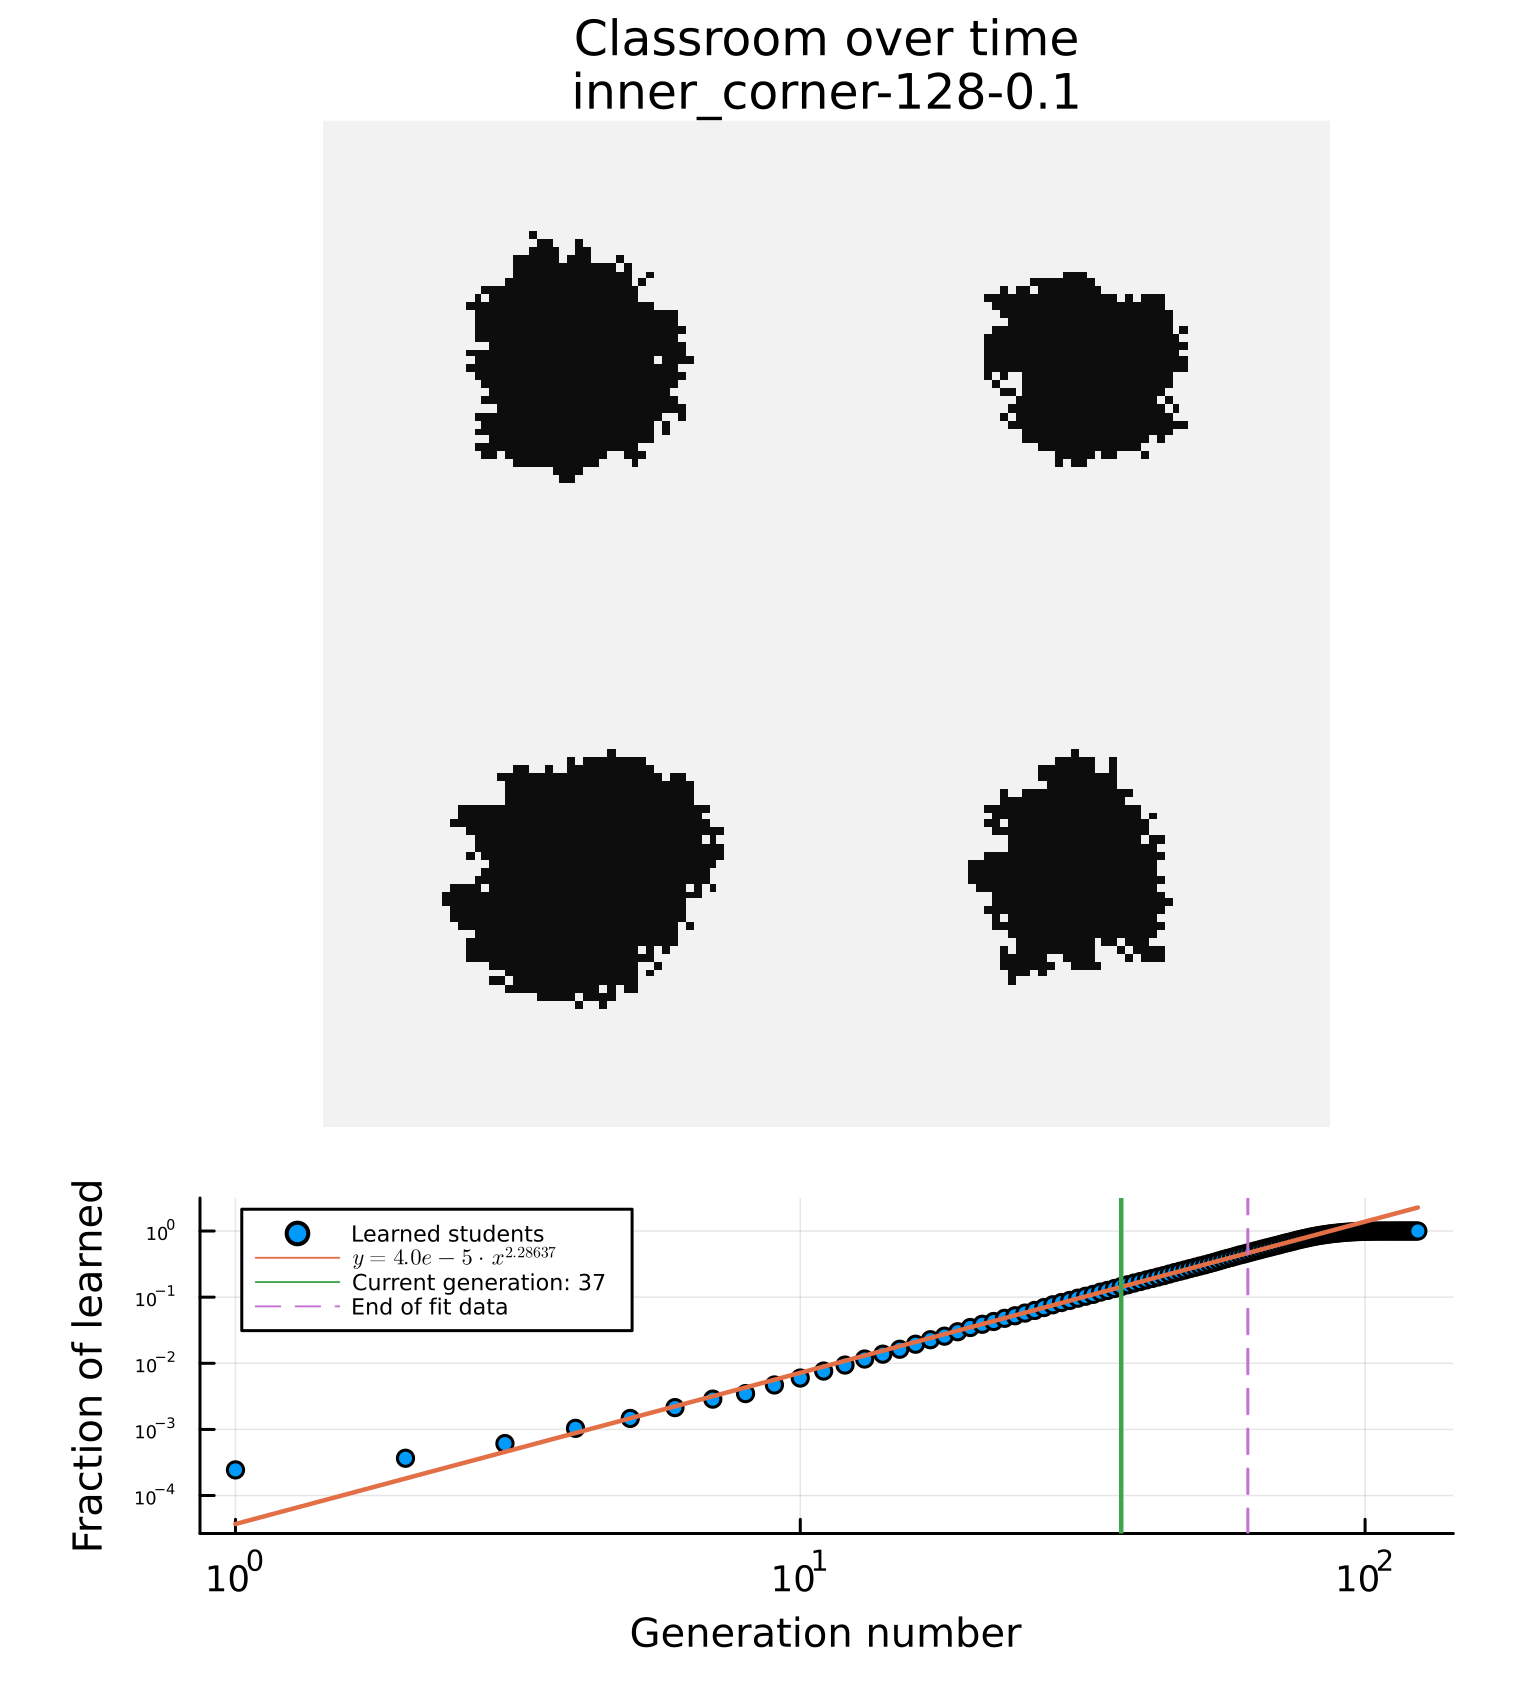 Classroom over time
inner_corner-128-0.1
Fraction of learned
10^0
10^-1
10^-2
10^-3
10^-4
Learned students
y = 4.0e − 5 · x^2.28637
Current generation: 37
End of fit data
10^0 10^1 10^2
Generation number